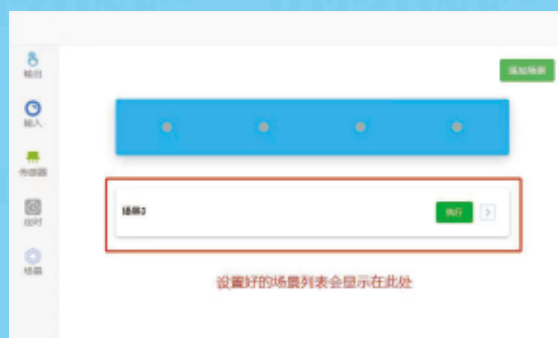 添加场景
输出
输入
传感器
定时
场景
场景3
执行
设置好的场景列表会显示在此处